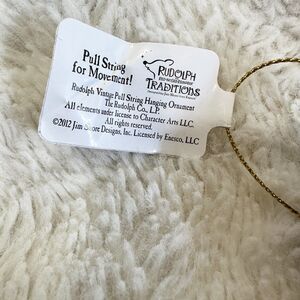 Pull String
for Movement!
RUDOLPH
TRADITIONS
Rudolph Vintage Pull String Hanging Ornament
The Rudolph Co., L.P.
All elements under license to Character Arts LLC.
All rights reserved.
©2012 Jim Shore Designs, Inc. Licensed by Enesco, LLC